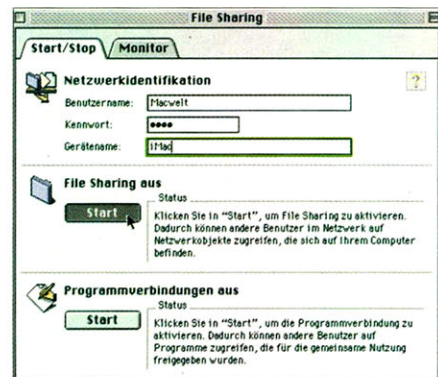 File Sharing
Start/Stop
Monitor
Netzwerkidentifikation
?
Benutzername: Macwelt
Kennwort: ●●●●
Gerätename: iMac
File Sharing aus
Start
Status
Klicken Sie in "Start", um File Sharing zu aktivieren.
Dadurch können andere Benutzer im Netzwerk auf
Netzwerkobjekte zugreifen, die sich auf Ihrem Computer
befinden.
Programmverbindungen aus
Start
Status
Klicken Sie in "Start", um die Programmverbindung zu
aktivieren. Dadurch können andere Benutzer auf
Programme zugreifen, die für die gemeinsame Nutzung
freigegeben wurden.